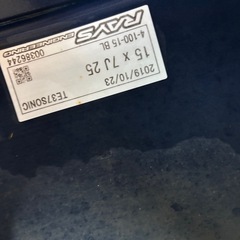 RAYS
ENGINEERING
00386244
4-100-15 BL
15 x 7J 25
2019/10/23
TE37SONIC